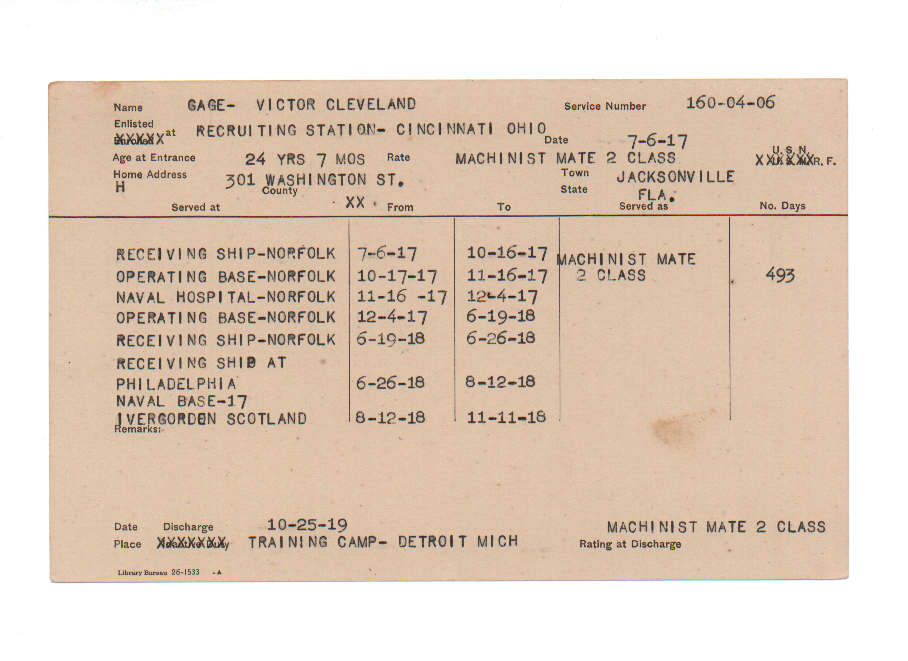 Name GAGE- VICTOR CLEVELAND Service Number 160-04-06
Enlisted
XXXXX at RECRUITING STATION- CINCINNATI OHIO Date 7-6-17
U. S. N.
Age at Entrance 24 YRS 7 MOS Rate MACHINIST MATE 2 CLASS R. F.
Home Address 301 WASHINGTON ST. Town JACKSONVILLE
H County State FLA.
Served at XX From To Served as No. Days
RECEIVING SHIP-NORFOLK 7-6-17 10-16-17 MACHINIST MATE
OPERATING BASE-NORFOLK 10-17-17 11-16-17 2 CLASS 493
NAVAL HOSPITAL-NORFOLK 11-16 -17 12-4-17
OPERATING BASE-NORFOLK 12-4-17 6-19-18
RECEIVING SHIP-NORFOLK 6-19-18 6-26-18
RECEIVING SHIP AT
PHILADELPHIA 6-26-18 8-12-18
NAVAL BASE-17
IVERGORDEN SCOTLAND 8-12-18 11-11-18
Remarks:
Date Discharge 10-25-19 MACHINIST MATE 2 CLASS
Place XXXXXXX TRAINING CAMP- DETROIT MICH Rating at Discharge
Library Bureau 26-1533 -A